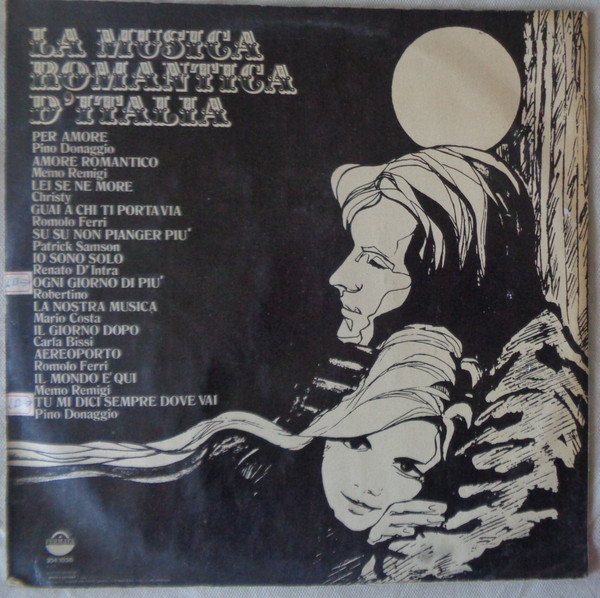 LA MUSICA
ROMANTICA
D'ITALIA
PER AMORE
Pino Donaggio
AMORE ROMANTICO
Memo Remigi
LEI SE NE MORE
Christy
GUAI A CHI TI PORTA VIA
Romolo Ferri
SU SU NON PIANGER PIU'
Patrick Samson
IO SONO SOLO
Renato D'Intra
OGNI GIORNO DI PIU'
Robertino
LA NOSTRA MUSICA
Mario Costa
IL GIORNO DOPO
Carla Bissi
AEREOPORTO
Romolo Ferri
IL MONDO E' QUI
Memo Remigi
TU MI DICI SEMPRE DOVE VAI
Pino Donaggio